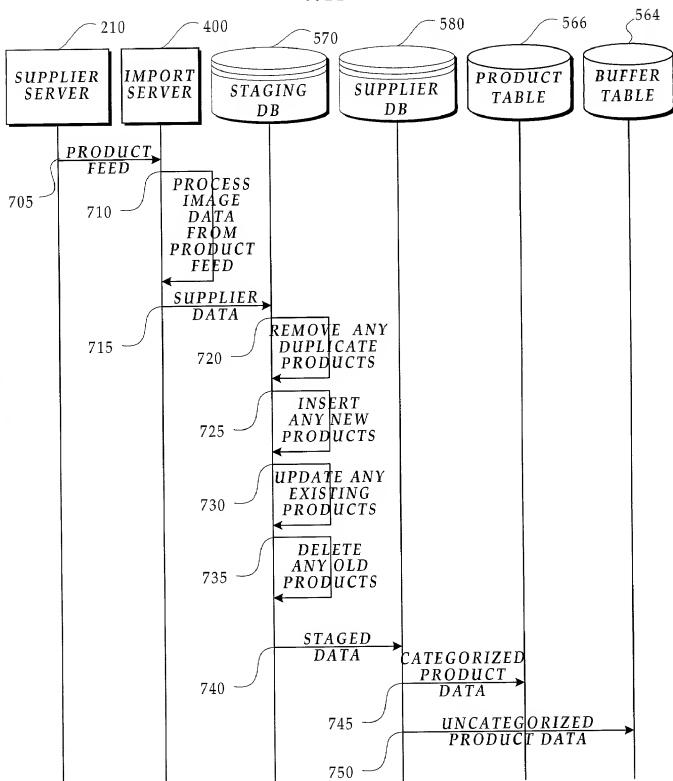 210
400
570
580
566
564
SUPPLIER
SERVER
IMPORT
SERVER
STAGING
DB
SUPPLIER
DB
PRODUCT
TABLE
BUFFER
TABLE
PRODUCT
FEED
705
710
PROCESS
IMAGE
DATA
FROM
PRODUCT
FEED
SUPPLIER
DATA
715
720
REMOVE ANY
DUPLICATE
PRODUCTS
725
INSERT
ANY NEW
PRODUCTS
730
UPDATE ANY
EXISTING
PRODUCTS
735
DELETE
ANY OLD
PRODUCTS
STAGED
DATA
740
CATEGORIZED
PRODUCT
DATA
745
UNCATEGORIZED
PRODUCT DATA
750